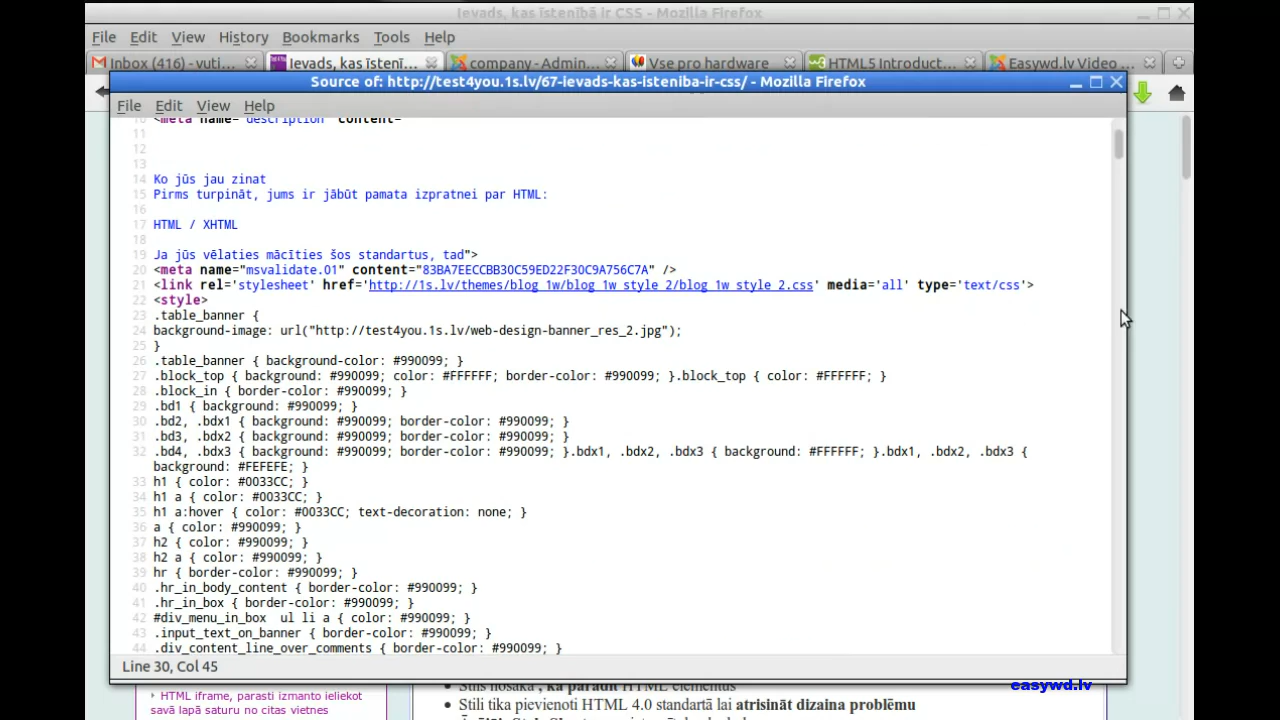 Ievads, kas īstenībā ir CSS - Mozilla Firefox
File Edit View History Bookmarks Tools Help
Inbox (416) - vuti... Ievads, kas īstenī... company - Admin... Vse pro hardware HTML5 Introduct... Easywd.lv Video ...
Source of: http://test4you.1s.lv/67-ievads-kas-isteniba-ir-css/ - Mozilla Firefox
File Edit View Help
10 <meta name="description" content="
11
12
13
14 Ko jūs jau zinat
15 Pirms turpināt, jums ir jābūt pamata izpratnei par HTML:
16
17 HTML / XHTML
18
19 Ja jūs vēlaties mācīties šos standartus, tad">
20 <meta name="msvalidate.01" content="83BA7EECCBB30C59ED22F30C9A756C7A" />
21 <link rel='stylesheet' href='http://1s.lv/themes/blog_1w/blog_1w_style_2/blog_1w_style_2.css' media='all' type='text/css'>
22 <style>
23 .table_banner {
24 background-image: url("http://test4you.1s.lv/web-design-banner_res_2.jpg");
25 }
26 .table_banner { background-color: #990099; }
27 .block_top { background: #990099; color: #FFFFFF; border-color: #990099; }.block_top { color: #FFFFFF; }
28 .block_in { border-color: #990099; }
29 .bd1 { background: #990099; }
30 .bd2, .bdx1 { background: #990099; border-color: #990099; }
31 .bd3, .bdx2 { background: #990099; border-color: #990099; }
32 .bd4, .bdx3 { background: #990099; border-color: #990099; }.bdx1, .bdx2, .bdx3 { background: #FFFFFF; }.bdx1, .bdx2, .bdx3 {
background: #FEFEFE; }
33 h1 { color: #0033CC; }
34 h1 a { color: #0033CC; }
35 h1 a:hover { color: #0033CC; text-decoration: none; }
36 a { color: #990099; }
37 h2 { color: #990099; }
38 h2 a { color: #990099; }
39 hr { border-color: #990099; }
40 .hr_in_body_content { border-color: #990099; }
41 .hr_in_box { border-color: #990099; }
42 #div_menu_in_box ul li a { color: #990099; }
43 .input_text_on_banner { border-color: #990099; }
44 .div_content_line_over_comments { border-color: #990099; }
Line 30, Col 45
HTML iframe, parasti izmanto ieliekot
savā lapā saturu no citas vietnes
Stils nosaka , kā parādīt HTML elementus
Stili tika pievienoti HTML 4.0 standartā lai atrisināt dizaina problēmu
easywd.lv